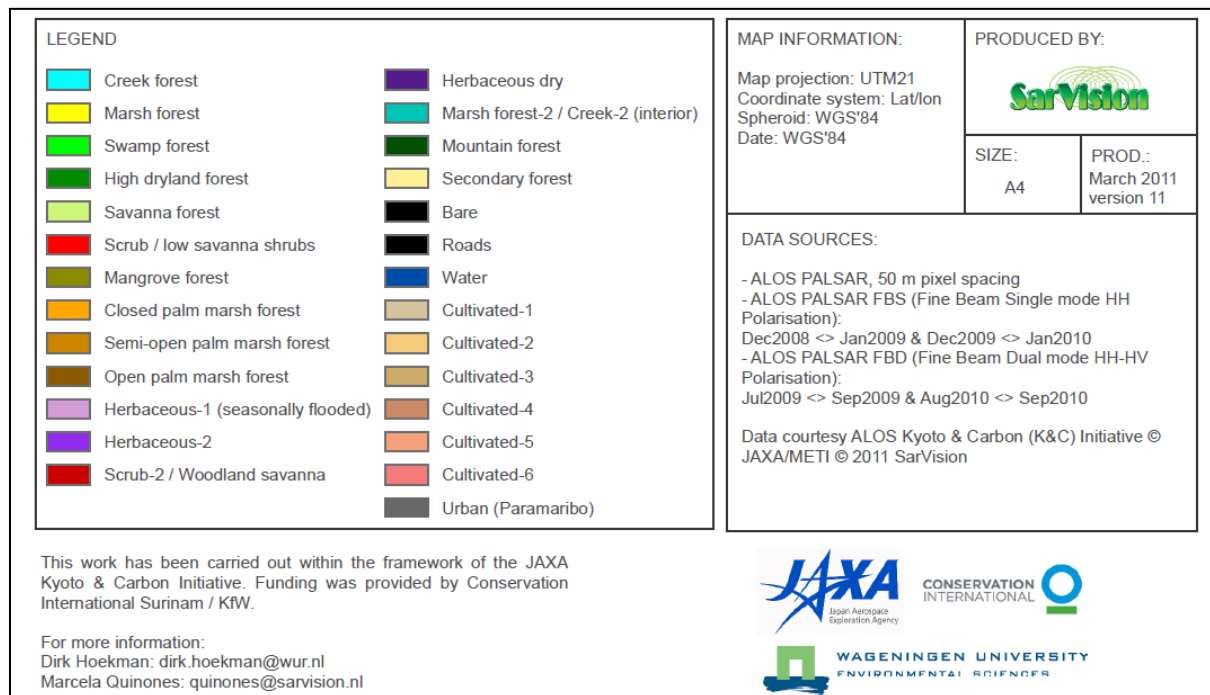 LEGEND
Creek forest
Marsh forest
Swamp forest
High dryland forest
Savanna forest
Scrub / low savanna shrubs
Mangrove forest
Closed palm marsh forest
Semi-open palm marsh forest
Open palm marsh forest
Herbaceous-1 (seasonally flooded)
Herbaceous-2
Scrub-2 / Woodland savanna
Herbaceous dry
Marsh forest-2 / Creek-2 (interior)
Mountain forest
Secondary forest
Bare
Roads
Water
Cultivated-1
Cultivated-2
Cultivated-3
Cultivated-4
Cultivated-5
Cultivated-6
Urban (Paramaribo)
MAP INFORMATION:
Map projection: UTM21
Coordinate system: Lat/lon
Spheroid: WGS'84
Date: WGS'84
PRODUCED BY:
SarVision
SIZE:
A4
PROD.:
March 2011
version 11
DATA SOURCES:
- ALOS PALSAR, 50 m pixel spacing
- ALOS PALSAR FBS (Fine Beam Single mode HH
Polarisation):
Dec2008 <> Jan2009 & Dec2009 <> Jan2010
- ALOS PALSAR FBD (Fine Beam Dual mode HH-HV
Polarisation):
Jul2009 <> Sep2009 & Aug2010 <> Sep2010
Data courtesy ALOS Kyoto & Carbon (K&C) Initiative ©
JAXA/METI © 2011 SarVision
This work has been carried out within the framework of the JAXA
Kyoto & Carbon Initiative. Funding was provided by Conservation
International Surinam / KfW.
For more information:
Dirk Hoekman: dirk.hoekman@wur.nl
Marcela Quinones: quinones@sarvision.nl
JAXA
Japan Aerospace
Exploration Agency
CONSERVATION
INTERNATIONAL
WAGENINGEN UNIVERSITY
ENVIRONMENTAL SCIENCES